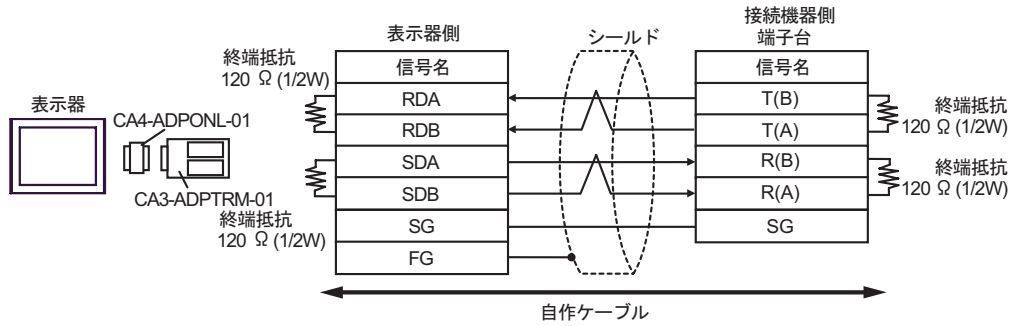 表示器
CA4-ADPONL-01
CA3-ADPTRM-01
終端抵抗
120 Ω (1/2W)
終端抵抗
120 Ω (1/2W)
表示器側
信号名
RDA
RDB
SDA
SDB
SG
FG
シールド
接続機器側
端子台
信号名
T(B)
T(A)
R(B)
R(A)
SG
終端抵抗
120 Ω (1/2W)
終端抵抗
120 Ω (1/2W)
自作ケーブル